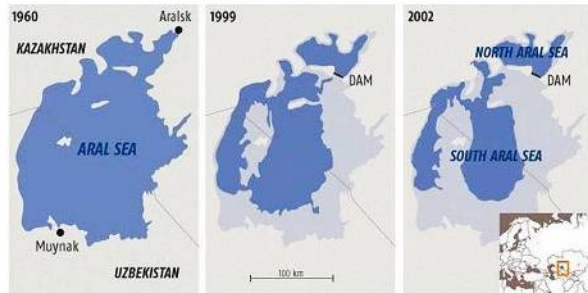 1960
Aralsk
KAZAKHSTAN
ARAL SEA
Muynak
UZBEKISTAN
1999
DAM
100 km
2002
NORTH ARAL SEA
DAM
SOUTH ARAL SEA